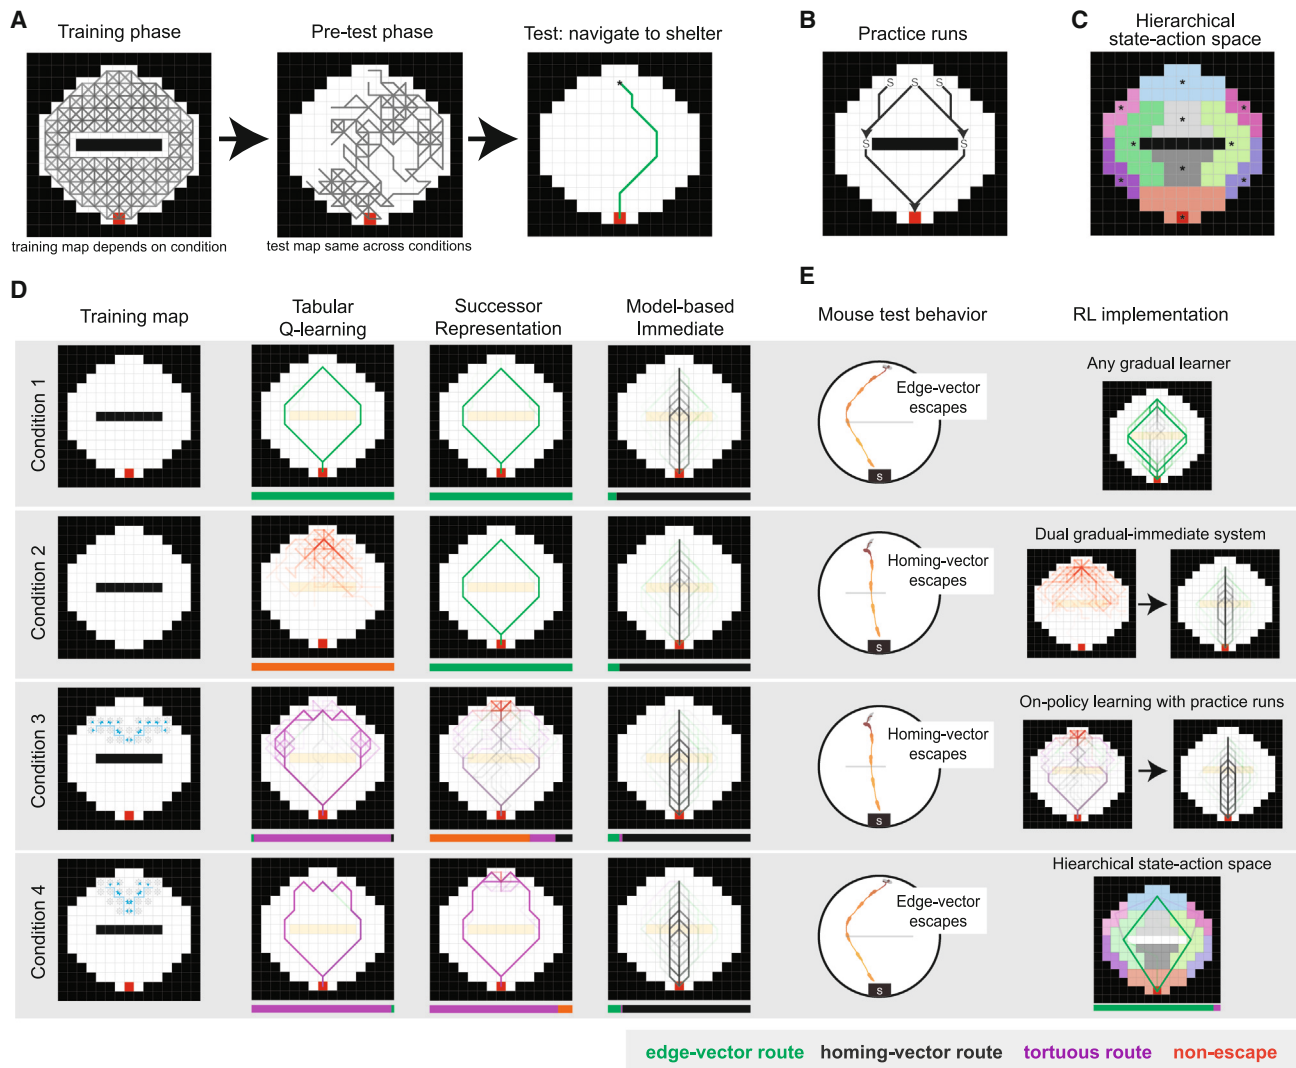 A
Training phase
Pre-test phase
Test: navigate to shelter
*
training map depends on condition
test map same across conditions
B
Practice runs
S S S
S S
C
Hierarchical
state-action space
*
* *
*
* *
*
* *
*
D
Training map
Tabular
Q-learning
Successor
Representation
Model-based
Immediate
E
Mouse test behavior
RL implementation
Condition 1
Edge-vector
escapes
S
Any gradual learner
Condition 2
Homing-vector
escapes
S
Dual gradual-immediate system
Condition 3
Homing-vector
escapes
S
On-policy learning with practice runs
Condition 4
Edge-vector
escapes
S
Hiearchical state-action space
edge-vector route homing-vector route tortuous route non-escape